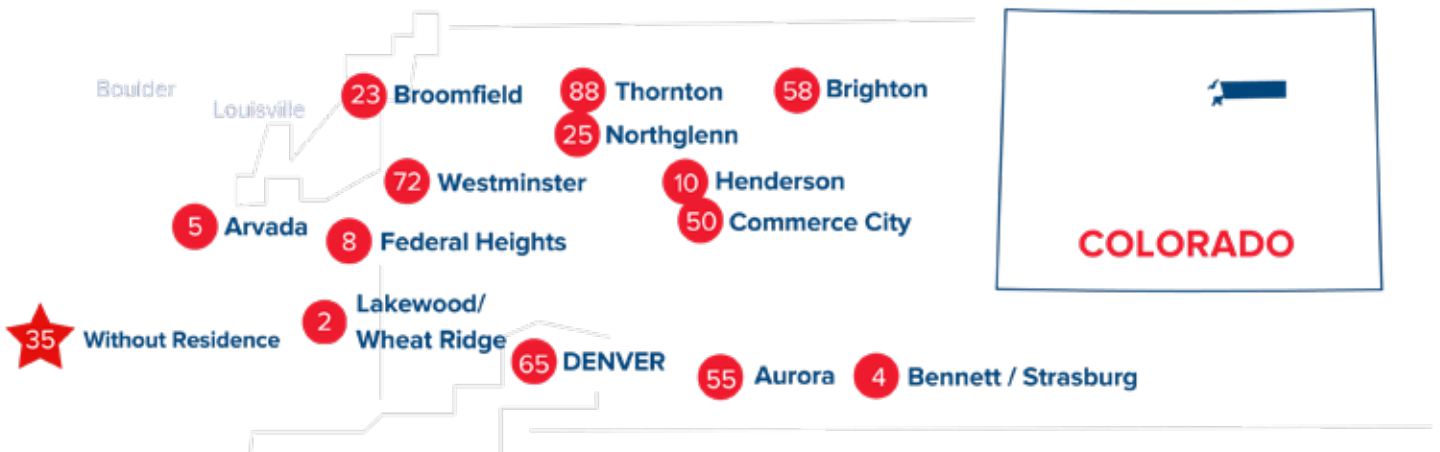 Boulder
Louisville
23 Broomfield
88 Thornton
58 Brighton
25 Northglenn
72 Westminster
10 Henderson
5 Arvada
8 Federal Heights
50 Commerce City
COLORADO
35 Without Residence
2 Lakewood/
Wheat Ridge
65 DENVER
55 Aurora
4 Bennett / Strasburg